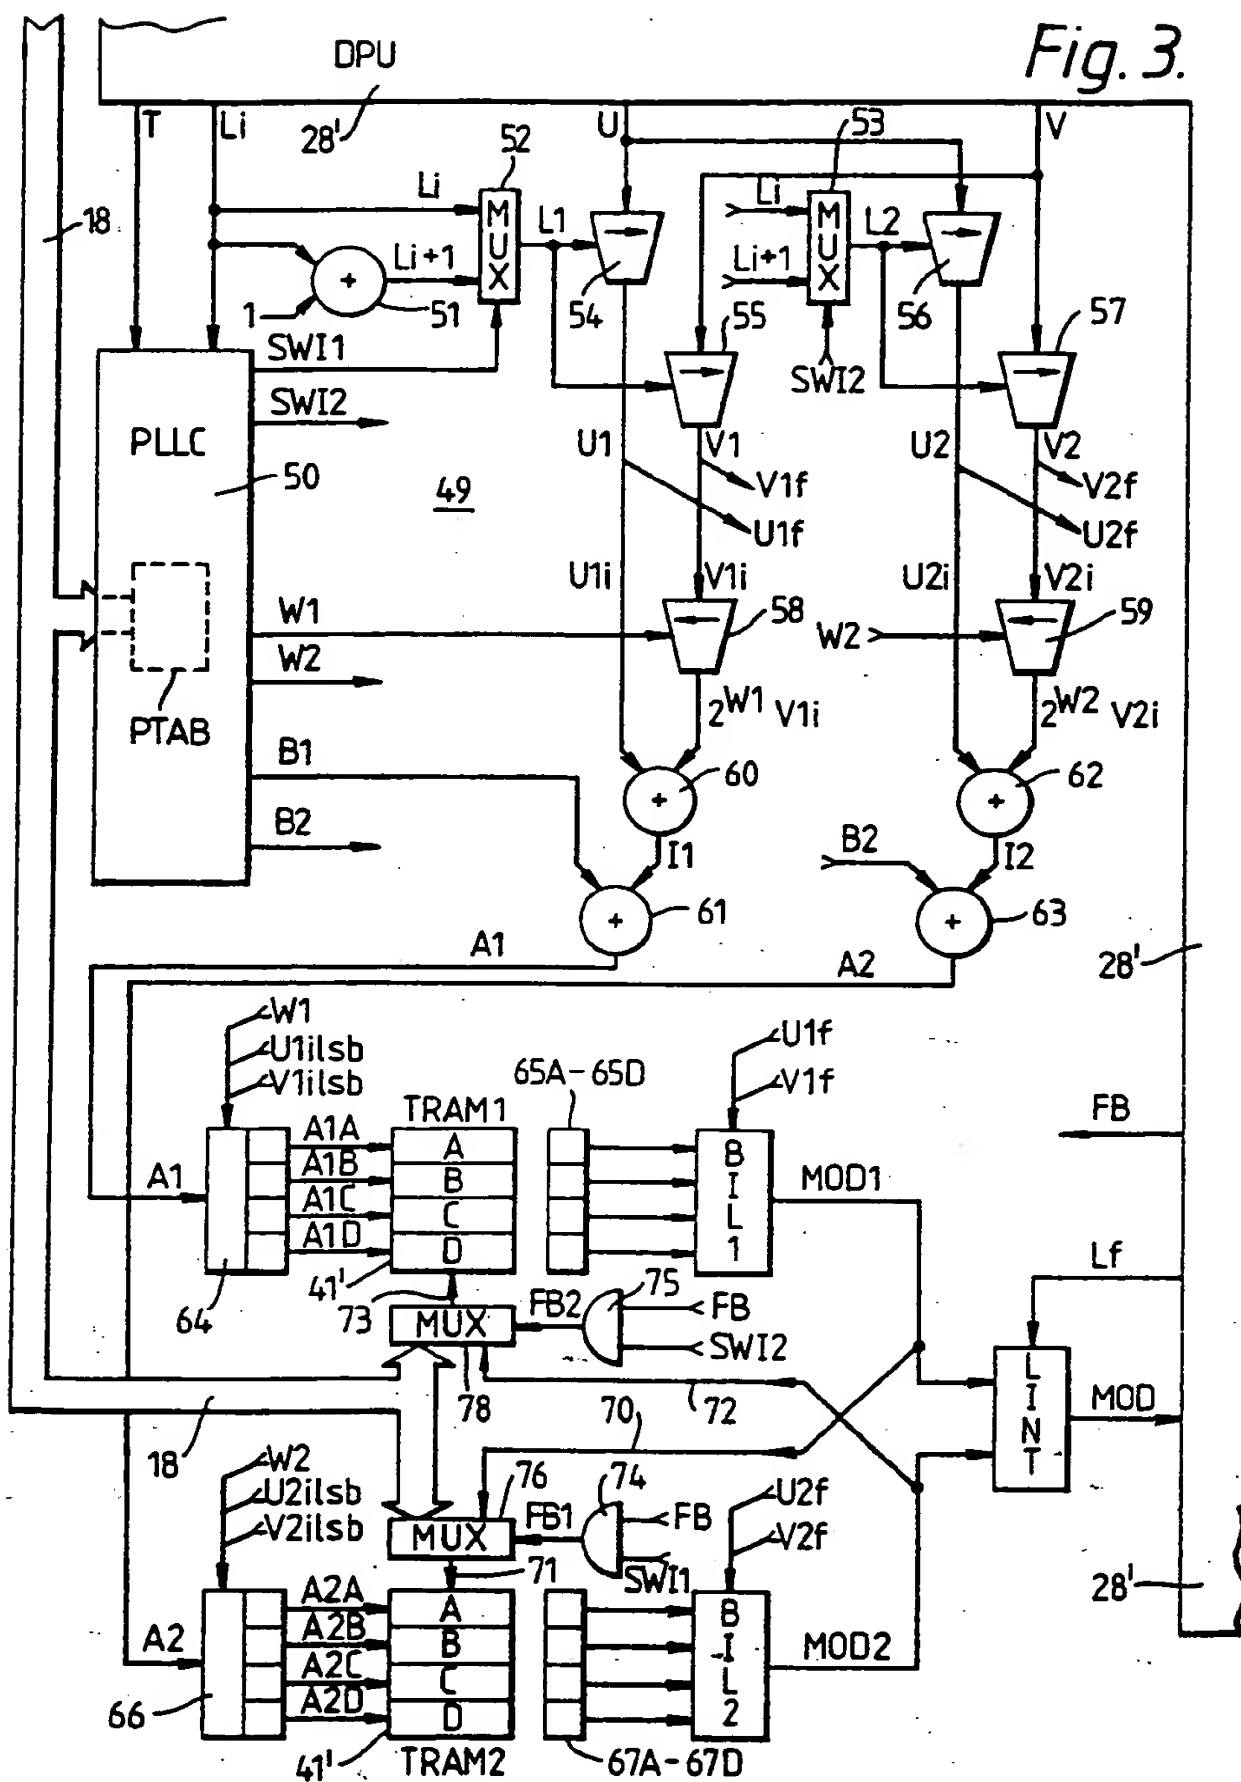 Fig. 3.
DPU
28'
T
Li
U
V
18
52
53
Li
Li
MUX
MUX
L1
L2
Li+1
Li+1
+
1
51
54
55
56
57
SWI1
SWI2
SWI2
PLLC
50
49
U1
V1
U2
V2
V1f
U1f
V2f
U2f
U1i
V1i
U2i
V2i
W1
58
W2
59
W2
PTAB
2W1 V1i
2W2 V2i
B1
+
60
+
62
B2
B2
I1
I2
+
61
+
63
A1
A2
28'
W1
U1ilsb
V1ilsb
65A-65D
U1f
V1f
TRAM1
FB
A1
A1A
A1B
A1C
A1D
A
B
C
D
BIL1
MOD1
Lf
64
41'
73
MUX
FB2
75
FB
SWI2
78
72
70
LINT
MOD
18
W2
U2ilsb
V2ilsb
76
MUX
FB1
74
FB
SWI1
71
U2f
V2f
28'
A2
A2A
A2B
A2C
A2D
A
B
C
D
BIL2
MOD2
66
41'
TRAM2
67A-67D